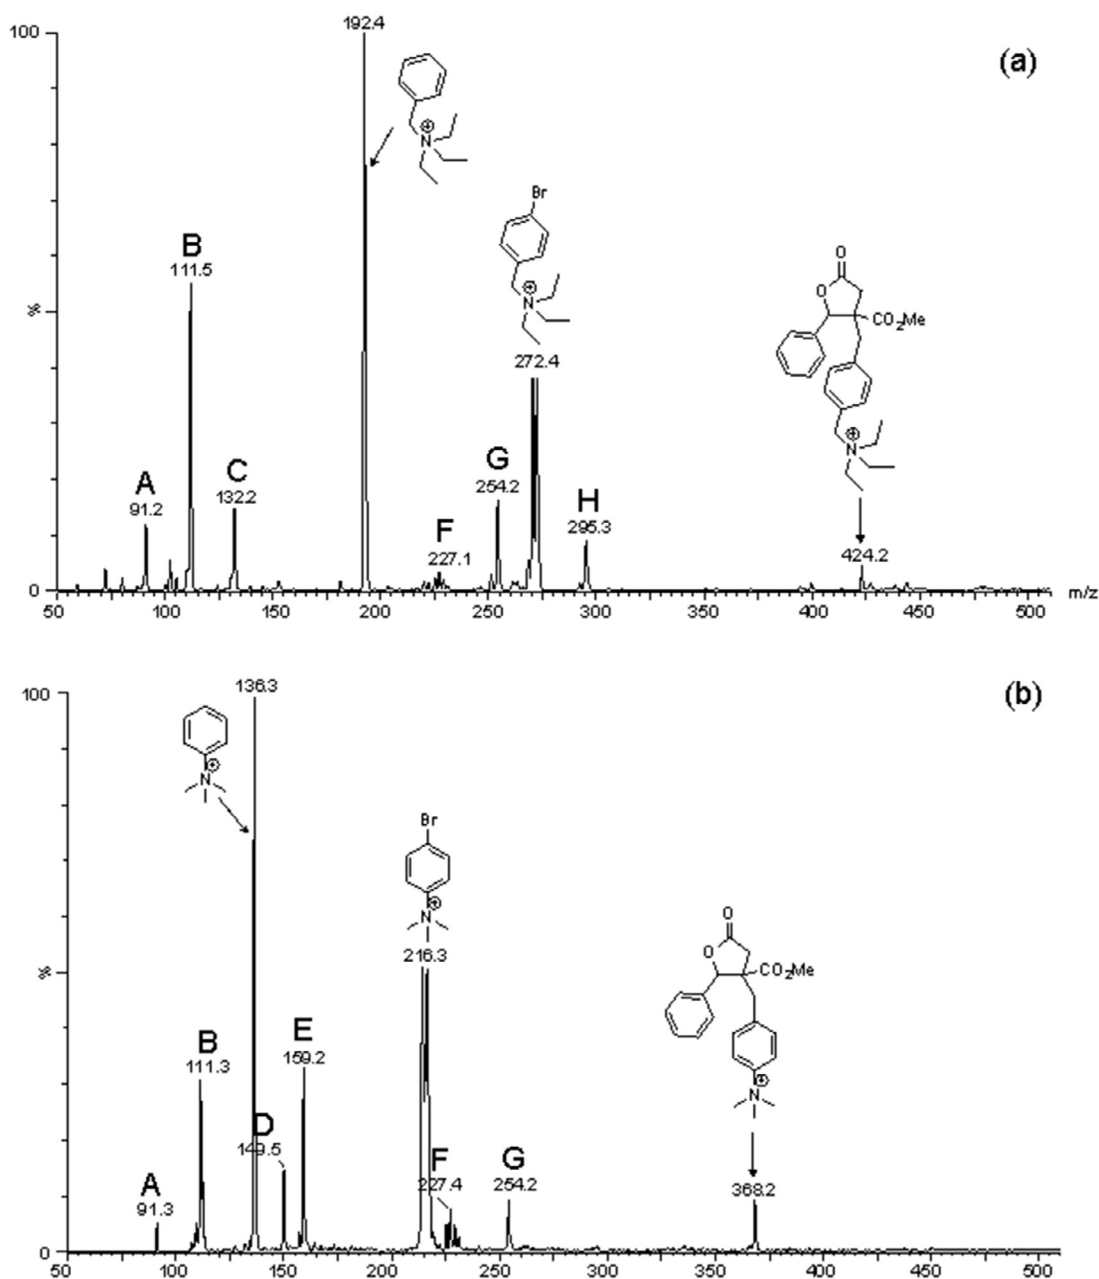 100
192.4
(a)
⊕
N
Br
B
111.5
⊕
N
O
O
CO2Me
%
272.4
A
91.2
C
132.2
G
254.2
H
295.3
F
227.1
⊕
N
424.2
0
50 100 150 200 250 300 350 400 450 500 m/z
100
136.3
(b)
⊕
N
Br
⊕
N
216.3
O
O
CO2Me
%
B
111.3
E
159.2
D
149.5
A
91.3
F
227.4
G
254.2
⊕
N
368.2
0
50 100 150 200 250 300 350 400 450 500